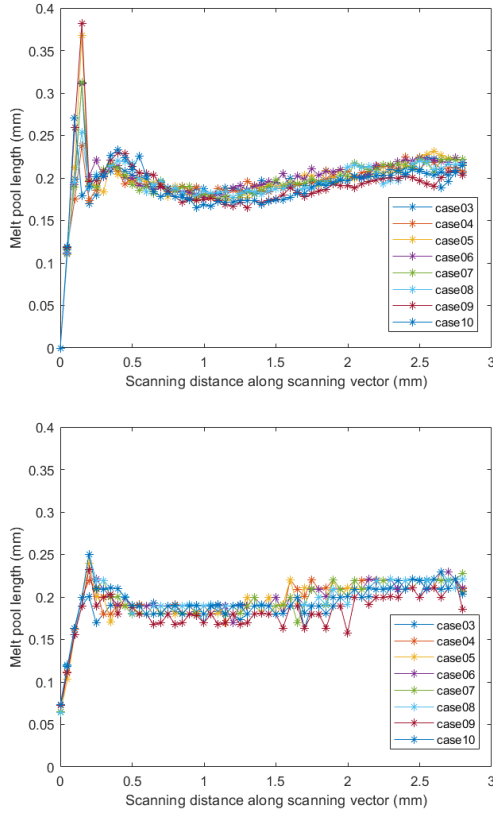 0.4
0.35
0.3
0.25
0.2
0.15
0.1
0.05
0
Melt pool length (mm)
case03
case04
case05
case06
case07
case08
case09
case10
0 0.5 1 1.5 2 2.5 3
Scanning distance along scanning vector (mm)
0.4
0.35
0.3
0.25
0.2
0.15
0.1
0.05
0
Melt pool length (mm)
case03
case04
case05
case06
case07
case08
case09
case10
0 0.5 1 1.5 2 2.5 3
Scanning distance along scanning vector (mm)